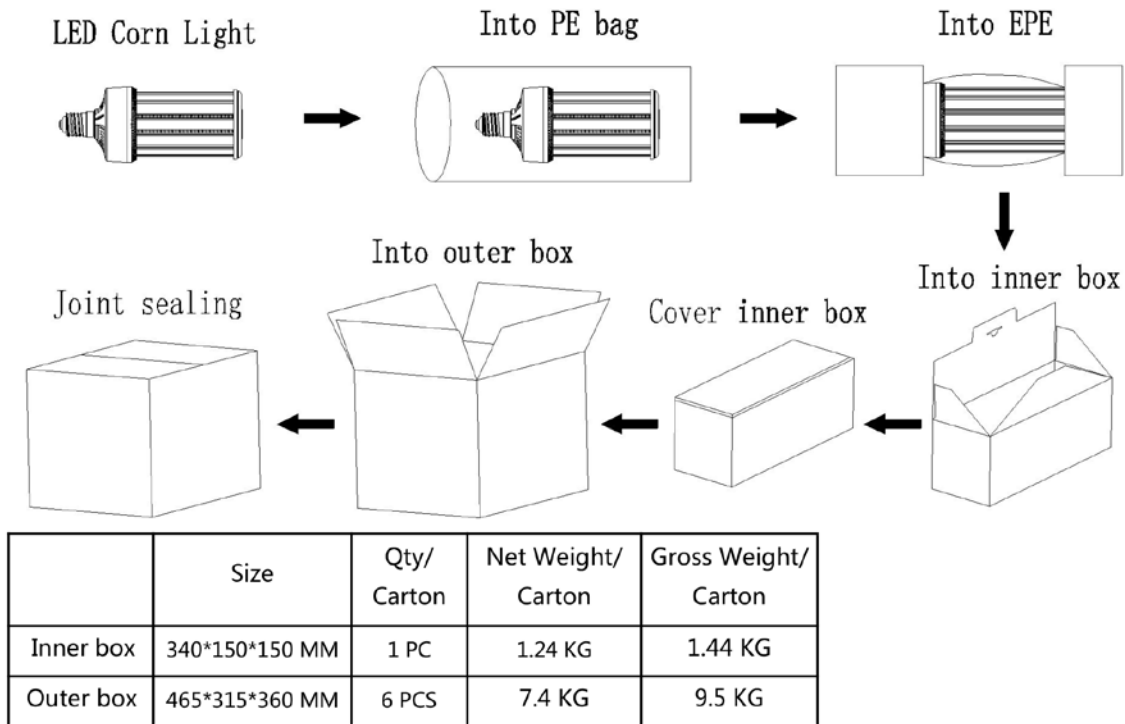 LED Corn Light
Into PE bag
Into EPE
Into inner box
Cover inner box
Into outer box
Joint sealing
Size
Qty/
Carton
Net Weight/
Carton
Gross Weight/
Carton
Inner box 340*150*150 MM 1 PC 1.24 KG 1.44 KG
Outer box 465*315*360 MM 6 PCS 7.4 KG 9.5 KG